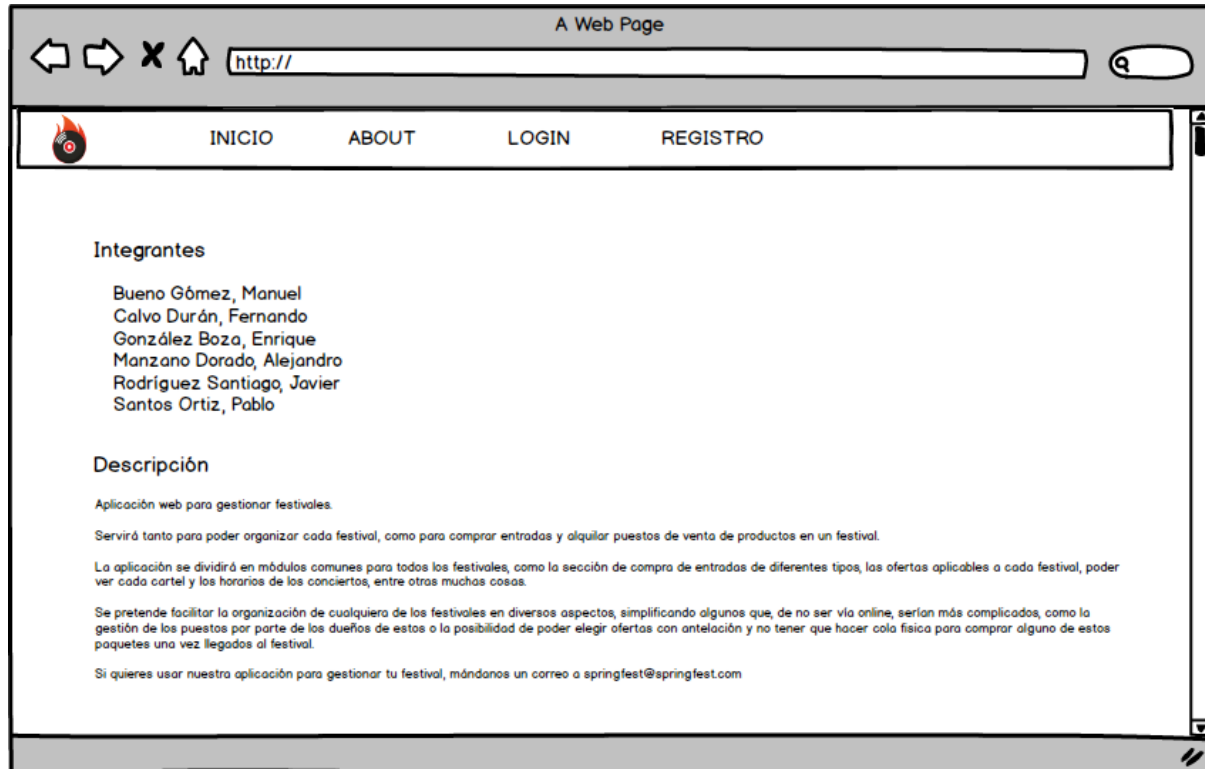 A Web Page
http://
INICIO ABOUT LOGIN REGISTRO
Integrantes
Bueno Gómez, Manuel
Calvo Durán, Fernando
González Boza, Enrique
Manzano Dorado, Alejandro
Rodríguez Santiago, Javier
Santos Ortiz, Pablo
Descripción
Aplicación web para gestionar festivales.
Servirá tanto para poder organizar cada festival, como para comprar entradas y alquilar puestos de venta de productos en un festival.
La aplicación se dividirá en módulos comunes para todos los festivales, como la sección de compra de entradas de diferentes tipos, las ofertas aplicables a cada festival, poder
ver cada cartel y los horarios de los conciertos, entre otras muchas cosas.
Se pretende facilitar la organización de cualquiera de los festivales en diversos aspectos, simplificando algunos que, de no ser vía online, serían más complicados, como la
gestión de los puestos por parte de los dueños de estos o la posibilidad de poder elegir ofertas con antelación y no tener que hacer cola física para comprar alguno de estos
paquetes una vez llegados al festival.
Si quieres usar nuestra aplicación para gestionar tu festival, mándanos un correo a springfest@springfest.com